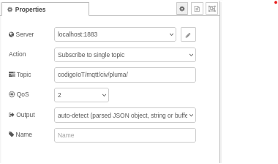 Properties
Server localhost:1883
Action Subscribe to single topic
Topic codigoIoT/mqtt/civ/pluma/
QoS 2
Output auto-detect (parsed JSON object, string or buffe
Name Name